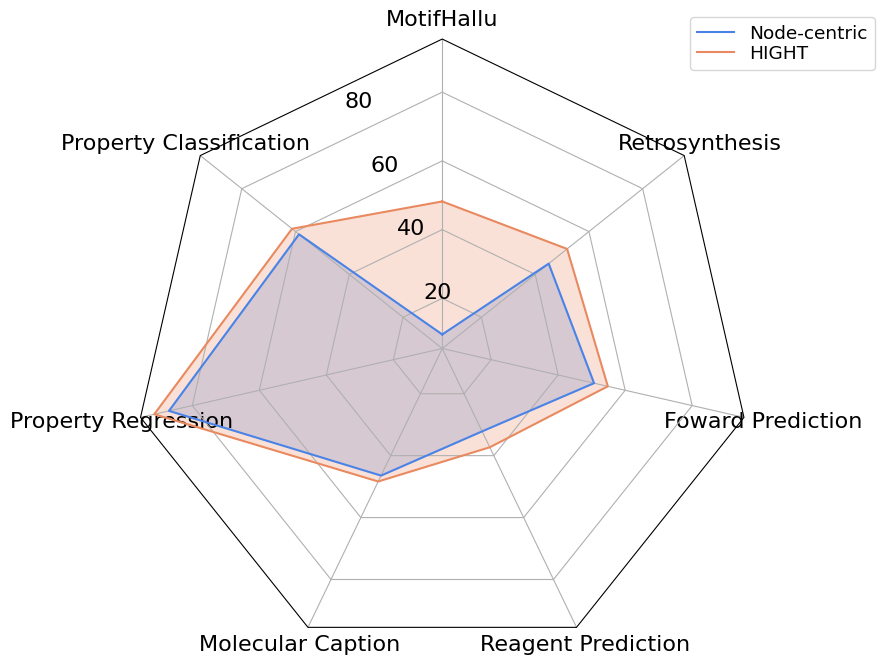 MotifHallu
Node-centric
HIGHT
80
Property Classification
Retrosynthesis
60
40
20
Property Regression
Foward Prediction
Molecular Caption
Reagent Prediction